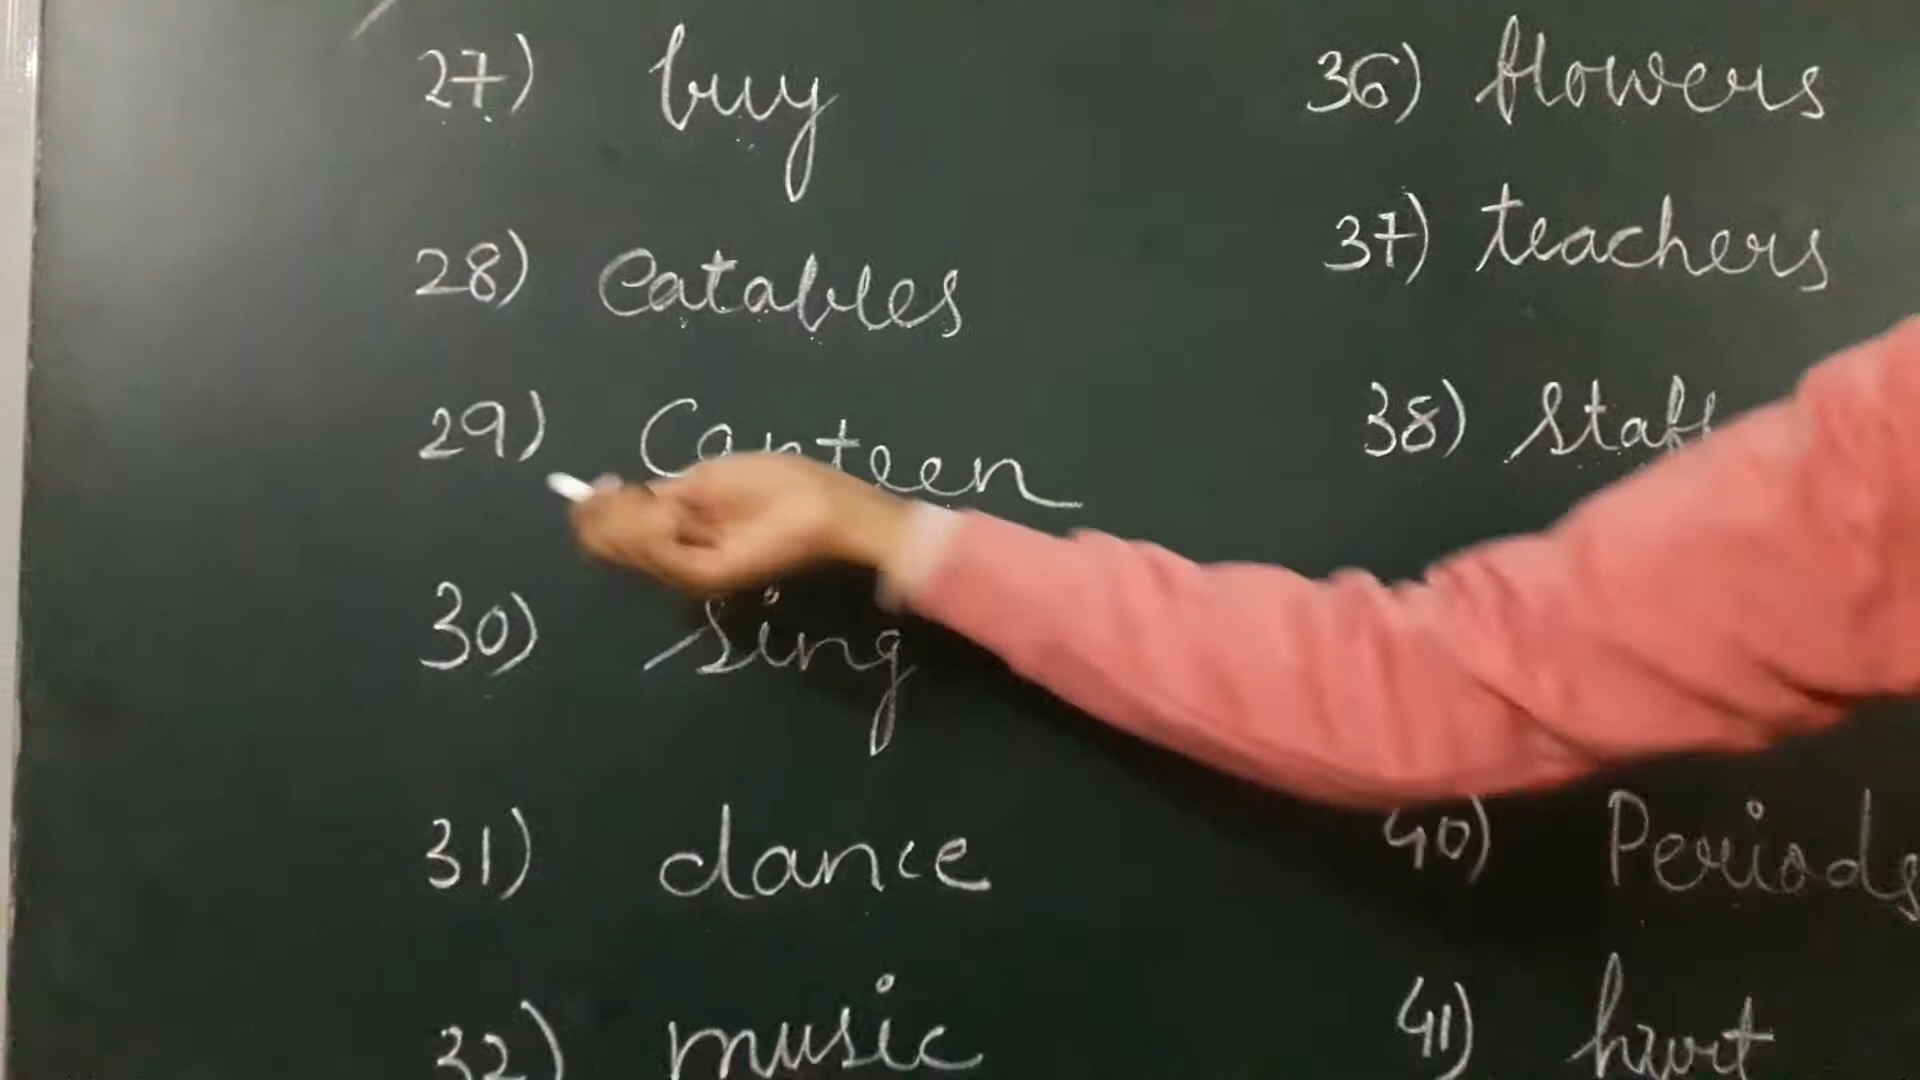 27) buy
28) eatables
29) Canteen
30) sing
31) dance
32) music
36) flowers
37) teachers
38) staff
40) Periods
41) hurt